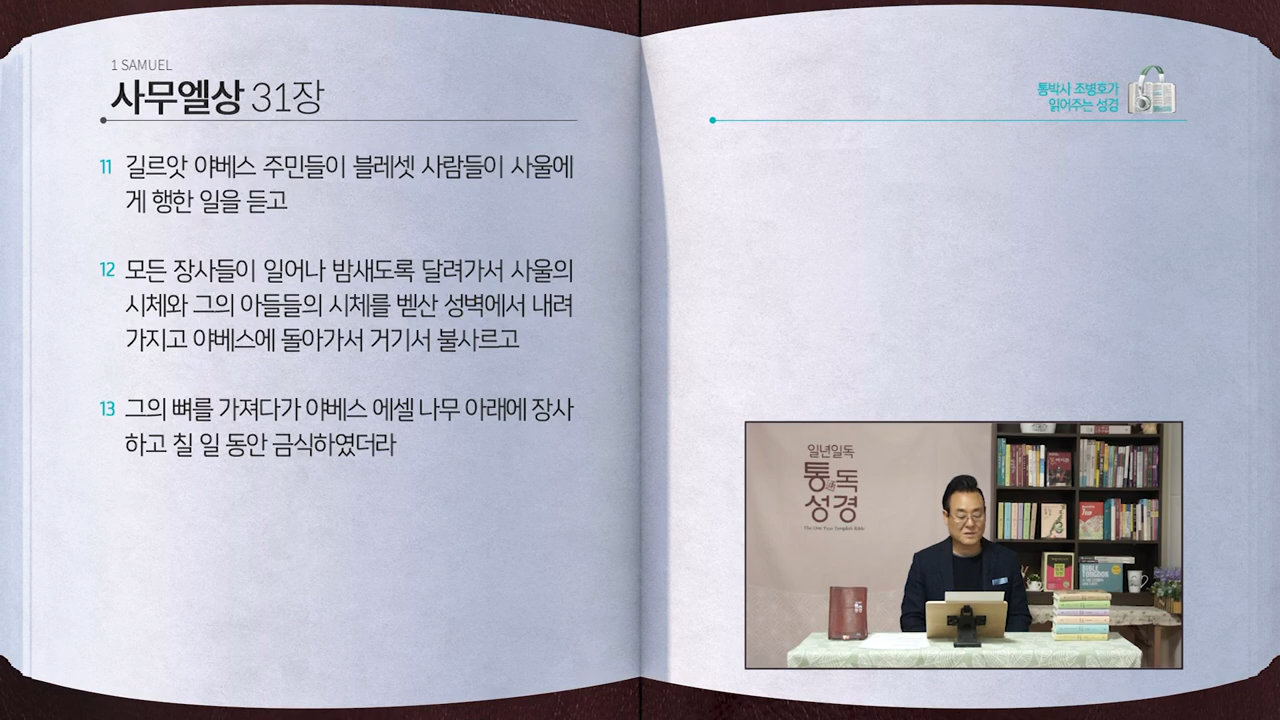 1 SAMUEL
사무엘상 31장
11 길르앗 야베스 주민들이 블레셋 사람들이 사울에
게 행한 일을 듣고
12 모든 장사들이 일어나 밤새도록 달려가서 사울의
시체와 그의 아들들의 시체를 벧산 성벽에서 내려
가지고 야베스에 돌아가서 거기서 불사르고
13 그의 뼈를 가져다가 야베스 에셀 나무 아래에 장사
하고 칠 일 동안 금식하였더라
통박사 조병호가
읽어주는 성경
일년일독
통독
성경
The One Year Tongdok Bible
BIBLE
TONGDOK